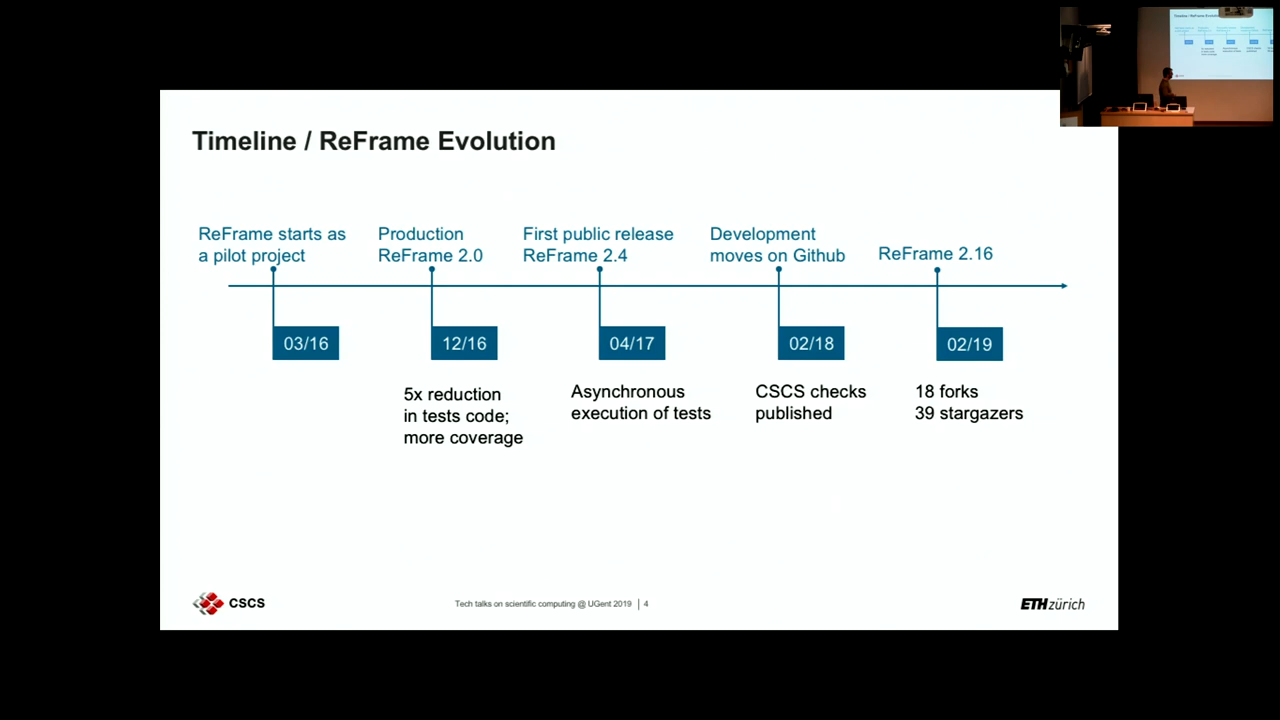 Timeline / ReFrame Evolution
ReFrame starts as
a pilot project
Production
ReFrame 2.0
First public release
ReFrame 2.4
Development
moves on Github
ReFrame 2.16
03/16
12/16
04/17
02/18
02/19
5x reduction
in tests code;
more coverage
Asynchronous
execution of tests
CSCS checks
published
18 forks
39 stargazers
CSCS
Tech talks on scientific computing @ UGent 2019 | 4
ETH zürich